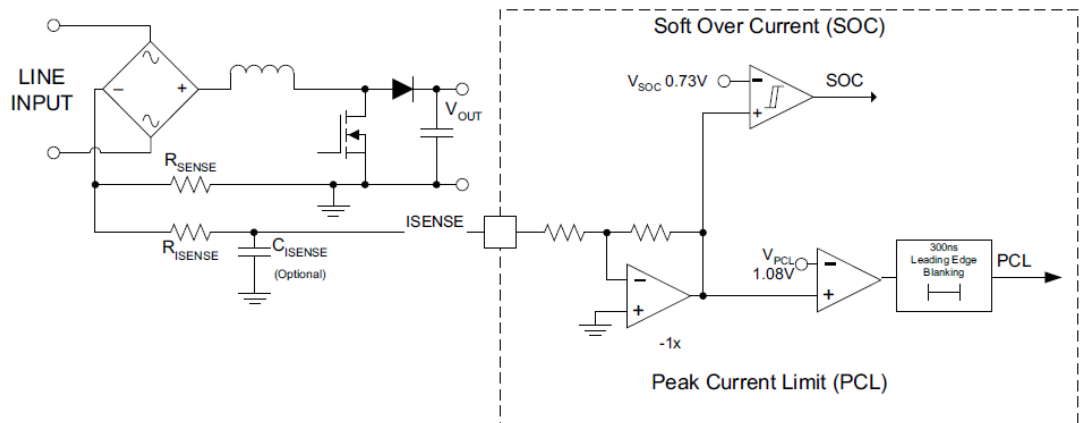 Soft Over Current (SOC)
LINE
INPUT
V_SOC 0.73V
SOC
V_OUT
R_SENSE
ISENSE
R_ISENSE
C_ISENSE
(Optional)
V_PCL
1.08V
300ns
Leading Edge
Blanking
PCL
-1x
Peak Current Limit (PCL)